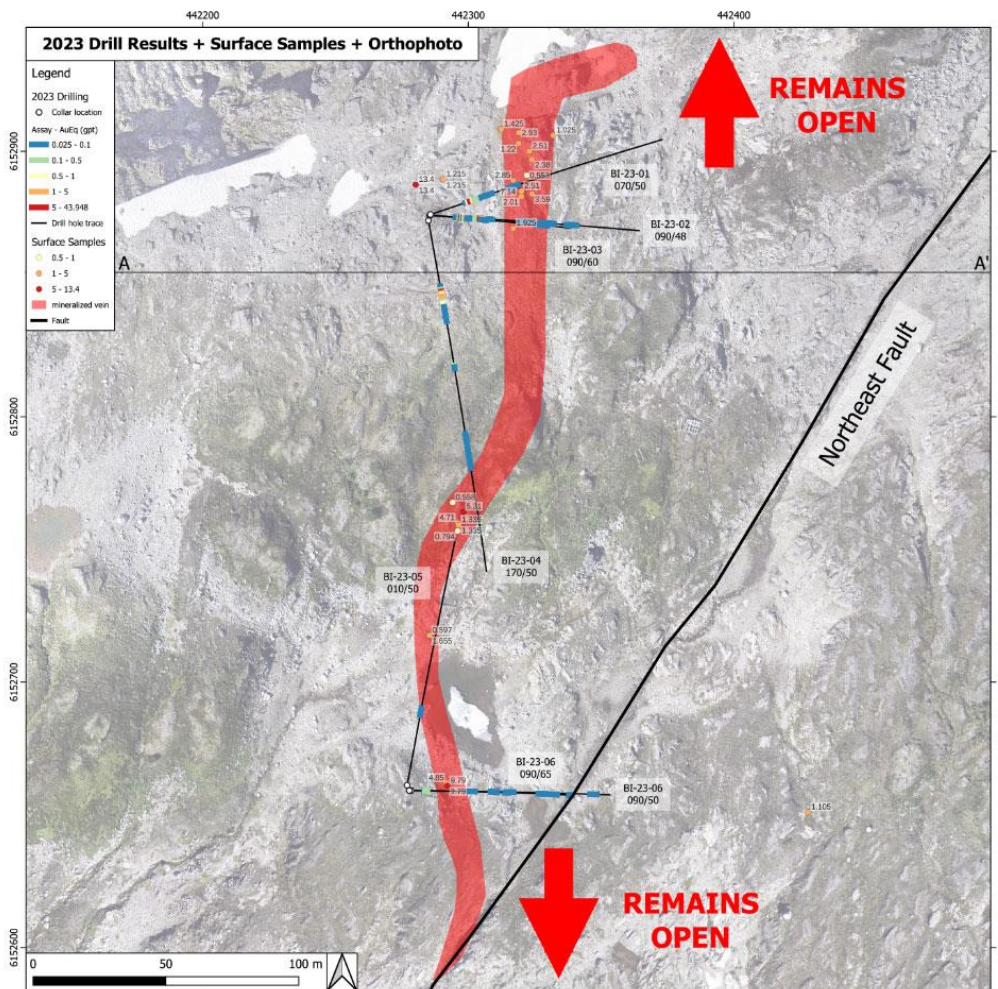 442200
442300
442400
2023 Drill Results + Surface Samples + Orthophoto
Legend
2023 Drilling
Collar location
Assay - AuEq (gpt)
0.025 - 0.1
0.1 - 0.5
0.5 - 1
1 - 5
5 - 43.948
Drill hole trace
Surface Samples
0.5 - 1
1 - 5
5 - 13.4
mineralized vein
Fault
REMAINS
OPEN
6152900
6152800
6152700
6152600
1.425
2.93
1.025
1.22
2.51
2.38
2.85
0.553
13.4
13.4
1.215
1.215
2.51
14
2.01
3.59
1.925
BI-23-01
070/50
BI-23-02
090/48
BI-23-03
090/60
A
A'
Northeast Fault
0.558
5.31
4.71
1.335
0.794
1.335
BI-23-04
170/50
BI-23-05
010/50
0.597
1.655
BI-23-06
090/65
4.85
9.79
9.79
BI-23-06
090/50
1.105
REMAINS
OPEN
0
50
100 m